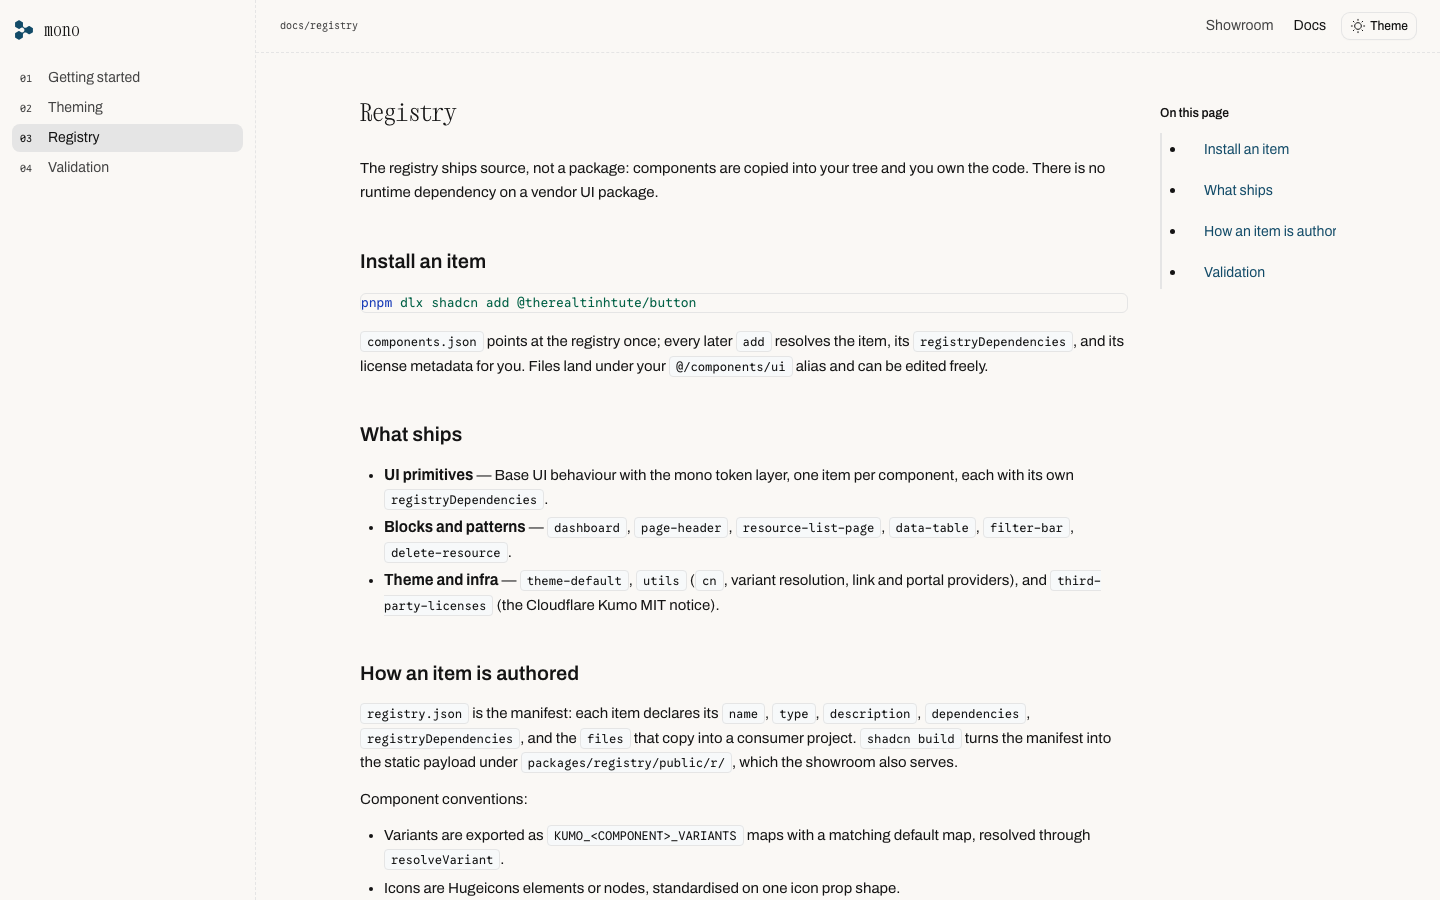 mono
01 Getting started
02 Theming
03 Registry
04 Validation
docs/registry
Showroom Docs Theme
Registry
The registry ships source, not a package: components are copied into your tree and you own the code. There is no
runtime dependency on a vendor UI package.
Install an item
pnpm dlx shadcn add @therealtinhtute/button
components.json points at the registry once; every later add resolves the item, its registryDependencies, and its
license metadata for you. Files land under your @/components/ui alias and can be edited freely.
What ships
• UI primitives — Base UI behaviour with the mono token layer, one item per component, each with its own
registryDependencies.
• Blocks and patterns — dashboard, page-header, resource-list-page, data-table, filter-bar,
delete-resource.
• Theme and infra — theme-default, utils (cn, variant resolution, link and portal providers), and third-
party-licenses (the Cloudflare Kumo MIT notice).
How an item is authored
registry.json is the manifest: each item declares its name, type, description, dependencies,
registryDependencies, and the files that copy into a consumer project. shadcn build turns the manifest into
the static payload under packages/registry/public/r/, which the showroom also serves.
Component conventions:
• Variants are exported as KUMO_<COMPONENT>_VARIANTS maps with a matching default map, resolved through
resolveVariant.
• Icons are Hugeicons elements or nodes, standardised on one icon prop shape.
On this page
• Install an item
• What ships
• How an item is author
• Validation